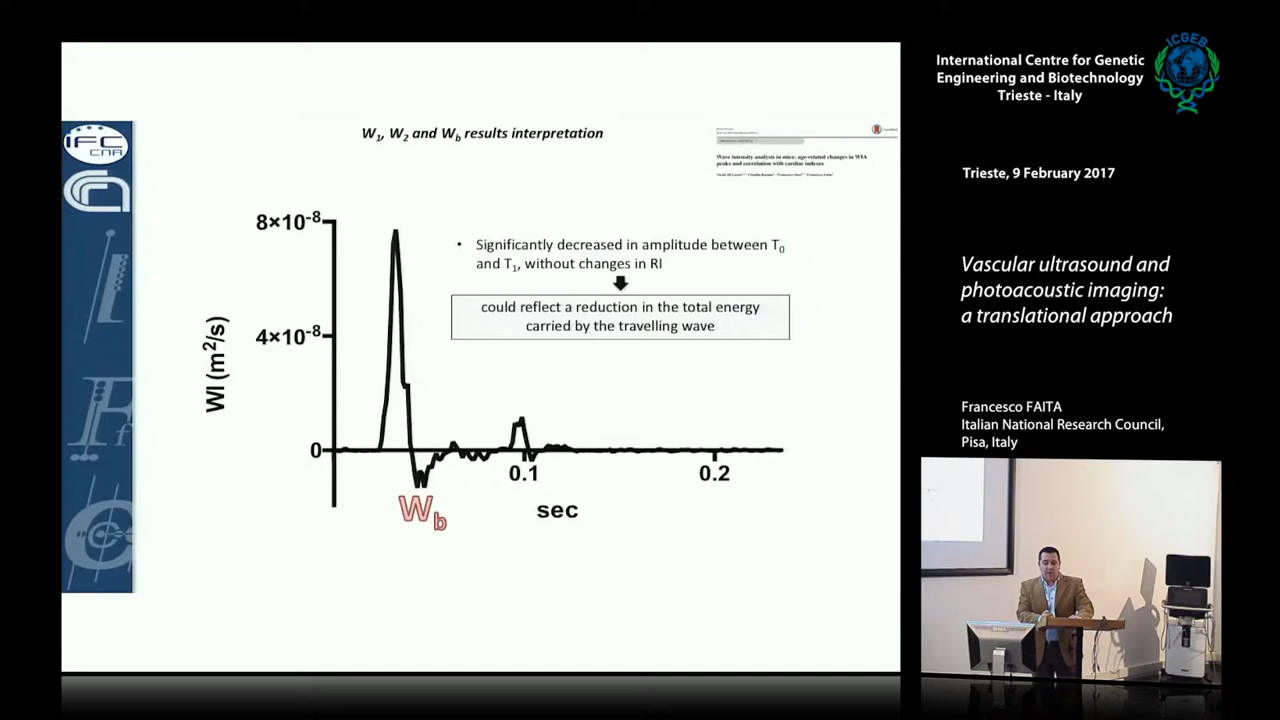 W1, W2 and Wb results interpretation
Wave intensity analysis in mice: age-related changes in WIA
peaks and correlation with cardiac indexes
IFC
CNR
8×10-8
4×10-8
0
WI (m2/s)
0.1
0.2
sec
Wb
• Significantly decreased in amplitude between T0
and T1, without changes in RI
could reflect a reduction in the total energy
carried by the travelling wave
ICGEB
International Centre for Genetic
Engineering and Biotechnology
Trieste - Italy
Trieste, 9 February 2017
Vascular ultrasound and
photoacoustic imaging:
a translational approach
Francesco FAITA
Italian National Research Council,
Pisa, Italy